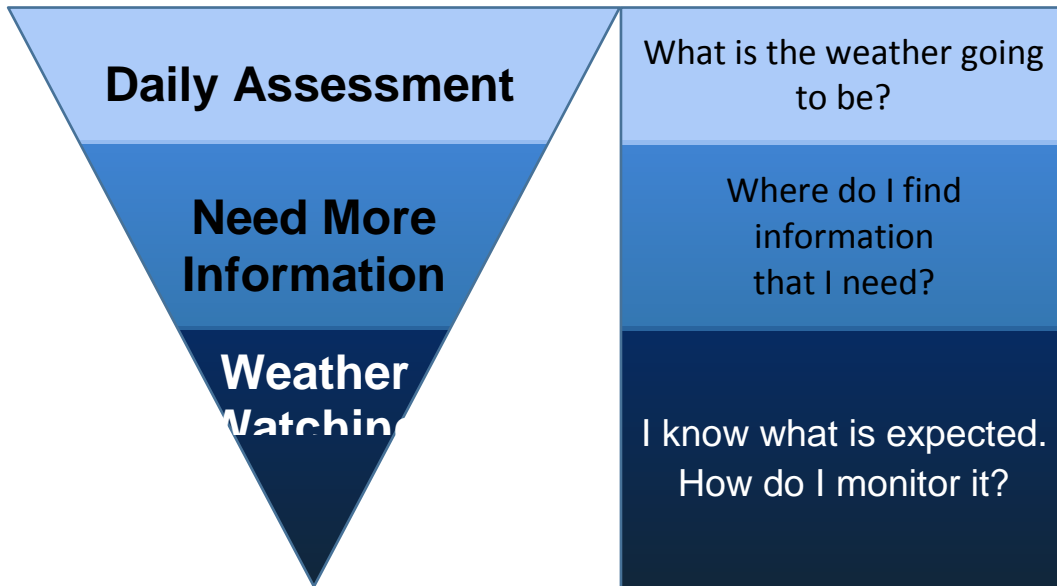 Daily Assessment
What is the weather going
to be?
Need More
Information
Where do I find
information
that I need?
Weather
Watching
I know what is expected.
How do I monitor it?